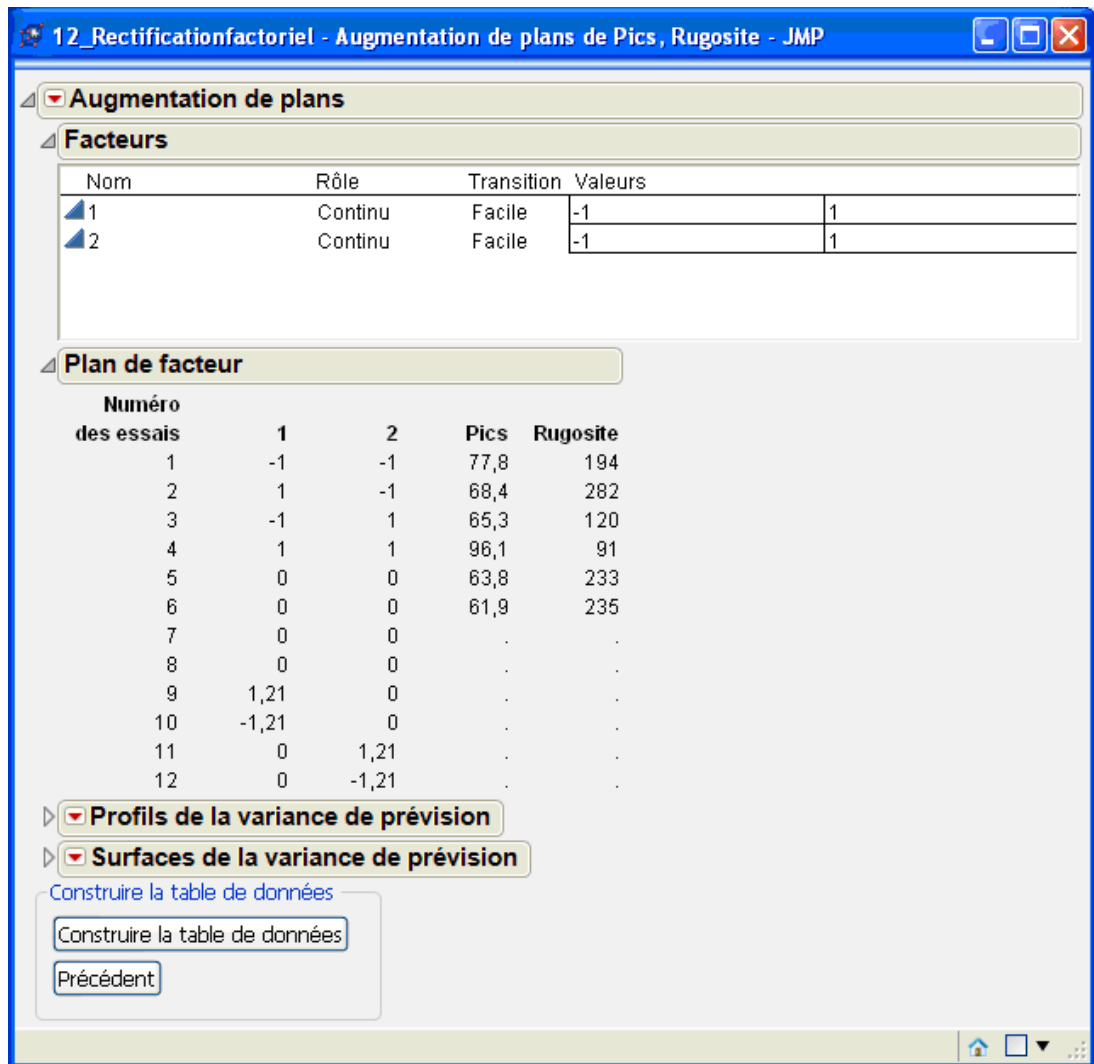 12_Rectificationfactoriel - Augmentation de plans de Pics, Rugosite - JMP
Augmentation de plans
Facteurs
Nom Rôle Transition Valeurs
1 Continu Facile -1 1
2 Continu Facile -1 1
Plan de facteur
Numéro
des essais 1 2 Pics Rugosite
1 -1 -1 77,8 194
2 1 -1 68,4 282
3 -1 1 65,3 120
4 1 1 96,1 91
5 0 0 63,8 233
6 0 0 61,9 235
7 0 0 . .
8 0 0 . .
9 1,21 0 . .
10 -1,21 0 . .
11 0 1,21 . .
12 0 -1,21 . .
Profils de la variance de prévision
Surfaces de la variance de prévision
Construire la table de données
Construire la table de données
Précédent